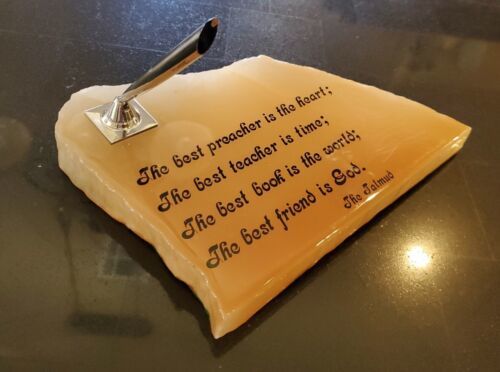 The best preacher is the heart;
The best teacher is time;
The best book is the world;
The best friend is God.
The Talmud